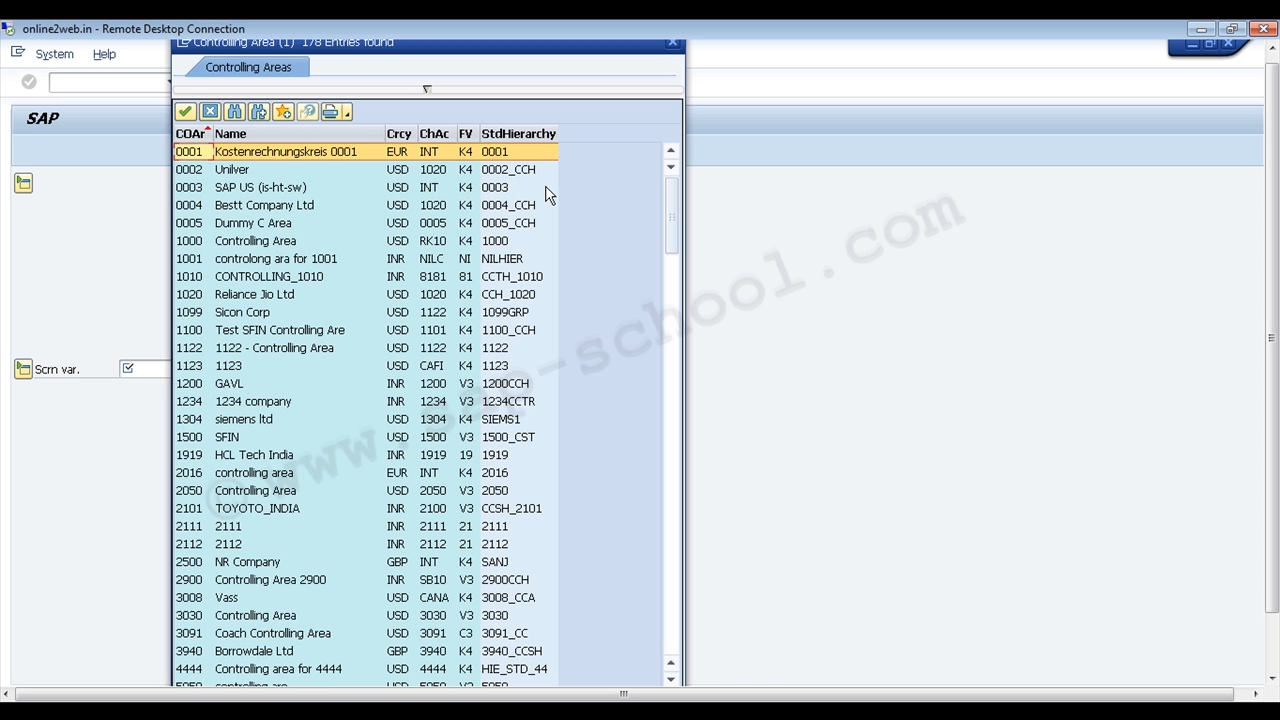 online2web.in - Remote Desktop Connection
System Help
Controlling Area (1) 178 Entries found
Controlling Areas
SAP
COAr Name Crcy ChAc FV StdHierarchy
0001 Kostenrechnungskreis 0001 EUR INT K4 0001
0002 Unilver USD 1020 K4 0002_CCH
0003 SAP US (is-ht-sw) USD INT K4 0003
0004 Bestt Company Ltd USD 1020 K4 0004_CCH
0005 Dummy C Area USD 0005 K4 0005_CCH
1000 Controlling Area USD RK10 K4 1000
1001 controlong ara for 1001 INR NILC NI NILHIER
1010 CONTROLLING_1010 INR 8181 81 CCTH_1010
1020 Reliance Jio Ltd USD 1020 K4 CCH_1020
1099 Sicon Corp USD 1122 K4 1099GRP
1100 Test SFIN Controlling Are USD 1101 K4 1100_CCH
1122 1122 - Controlling Area USD 1122 K4 1122
1123 1123 USD CAFI K4 1123
Scrn var.
1200 GAVL INR 1200 V3 1200CCH
1234 1234 company INR 1234 V3 1234CCTR
1304 siemens ltd USD 1304 K4 SIEMS1
1500 SFIN USD 1500 V3 1500_CST
1919 HCL Tech India INR 1919 19 1919
2016 controlling area EUR INT K4 2016
2050 Controlling Area USD 2050 V3 2050
2101 TOYOTO_INDIA INR 2100 V3 CCSH_2101
2111 2111 INR 2111 21 2111
2112 2112 INR 2112 21 2112
2500 NR Company GBP INT K4 SANJ
2900 Controlling Area 2900 INR SB10 V3 2900CCH
3008 Vass USD CANA K4 3008_CCA
3030 Controlling Area USD 3030 V3 3030
3091 Coach Controlling Area USD 3091 C3 3091_CC
3940 Borrowdale Ltd GBP 3940 K4 3940_CCSH
4444 Controlling area for 4444 USD 4444 K4 HIE_STD_44
©www.sap-school.com